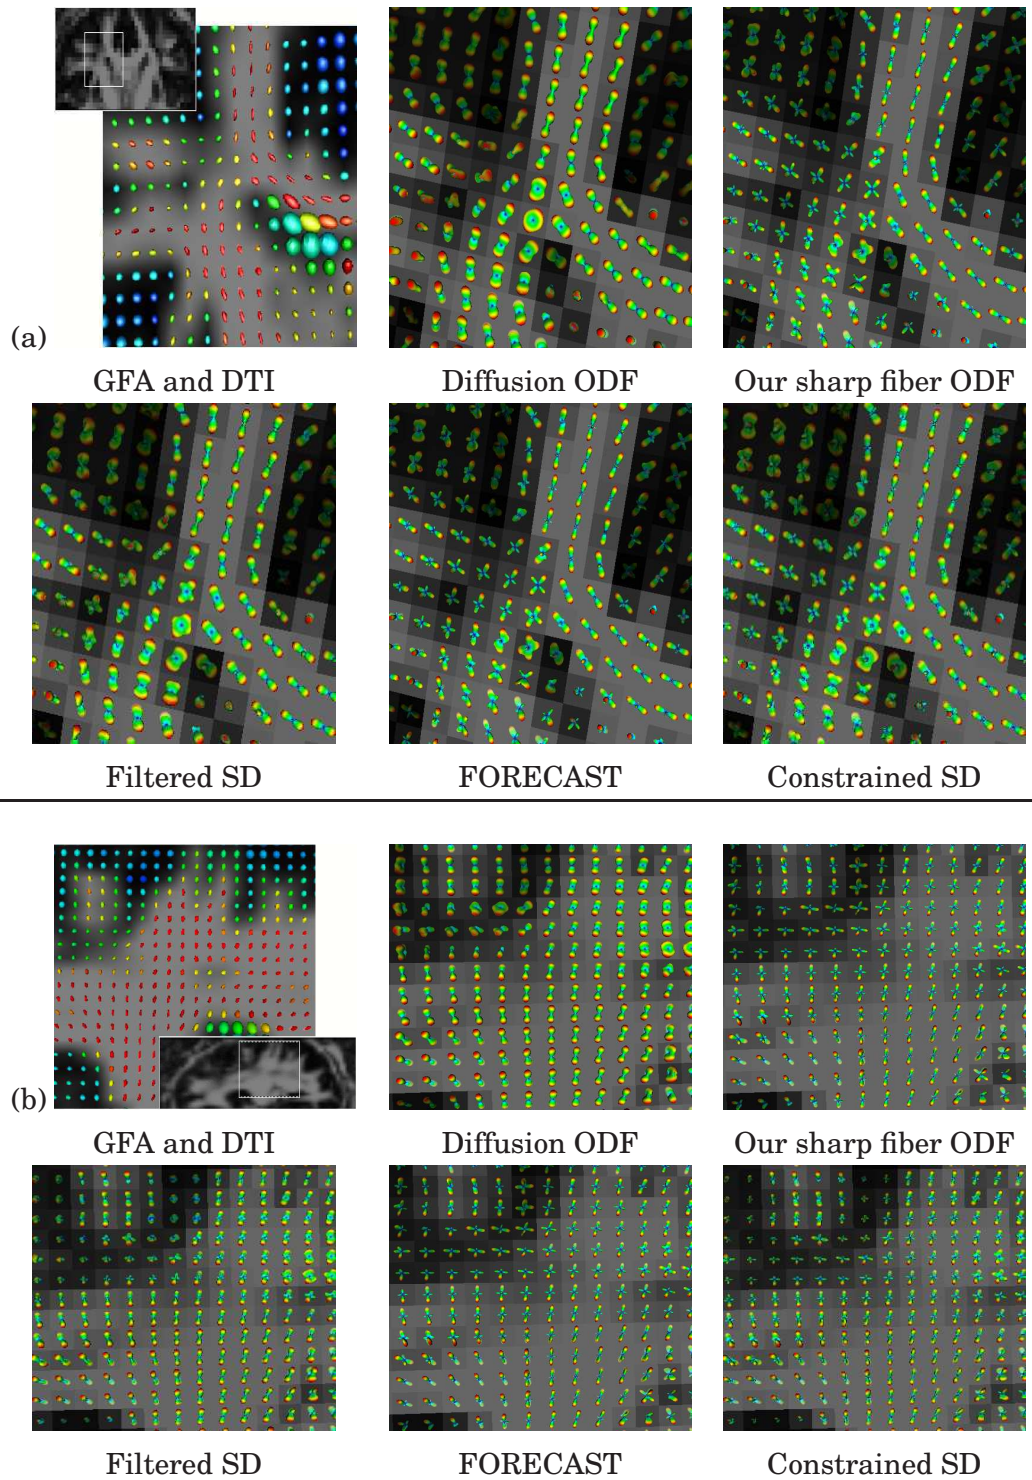 (a)
GFA and DTI
Diffusion ODF
Our sharp fiber ODF
Filtered SD
FORECAST
Constrained SD
(b)
GFA and DTI
Diffusion ODF
Our sharp fiber ODF
Filtered SD
FORECAST
Constrained SD